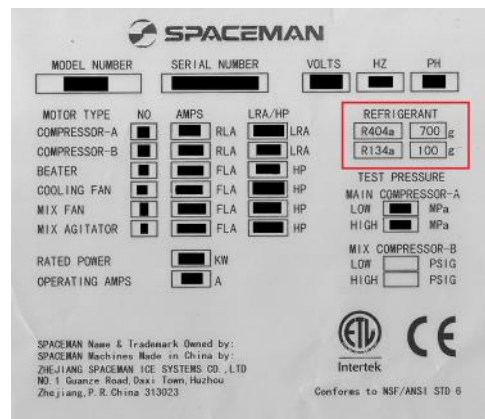 SPACEMAN
MODEL NUMBER SERIAL NUMBER VOLTS HZ PH
MOTOR TYPE NO AMPS LRA/HP
COMPRESSOR-A RLA LRA
COMPRESSOR-B RLA LRA
BEATER FLA HP
COOLING FAN FLA HP
MIX FAN FLA HP
MIX AGITATOR FLA HP
RATED POWER KW
OPERATING AMPS A
REFRIGERANT
R404a 700 g
R134a 100 g
TEST PRESSURE
MAIN COMPRESSOR-A
LOW MPa
HIGH MPa
MIX COMPRESSOR-B
LOW PSIG
HIGH PSIG
SPACEMAN Name & Trademark Owned by:
SPACEMAN Machines Made in China by:
ZHEJIANG SPACEMAN ICE SYSTEMS CO.,LTD
NO.1 Guanze Road, Daxi Town, Huzhou
Zhejiang, P.R.China 313023
ETL
CE
Intertek
Conforms to NSF/ANSI STD 6